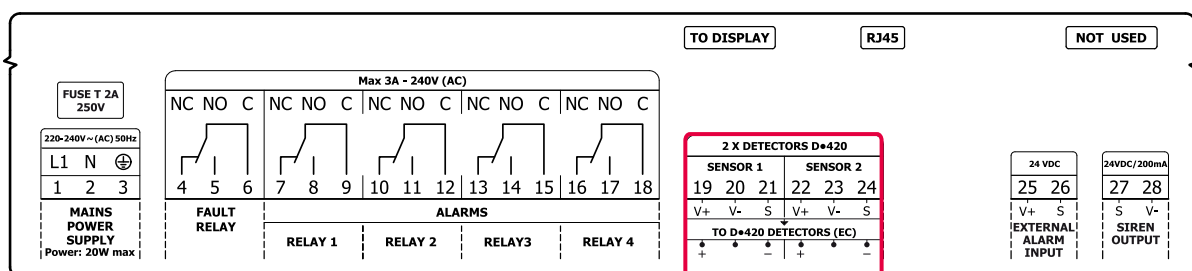 TO DISPLAY
RJ45
NOT USED
FUSE T 2A
250V
Max 3A - 240V (AC)
NC NO C NC NO C NC NO C NC NO C NC NO C
220-240V~(AC) 50Hz
L1 N
1 2 3
4 5 6 7 8 9 10 11 12 13 14 15 16 17 18
MAINS
POWER
SUPPLY
Power: 20W max
FAULT
RELAY
ALARMS
RELAY 1 RELAY 2 RELAY3 RELAY 4
2 X DETECTORS D●420
SENSOR 1 SENSOR 2
19 20 21 22 23 24
V+ V- S V+ V- S
TO D●420 DETECTORS (EC)
+ – + –
24 VDC
25 26
V+ S
EXTERNAL
ALARM
INPUT
24VDC/200mA
27 28
S V-
SIREN
OUTPUT